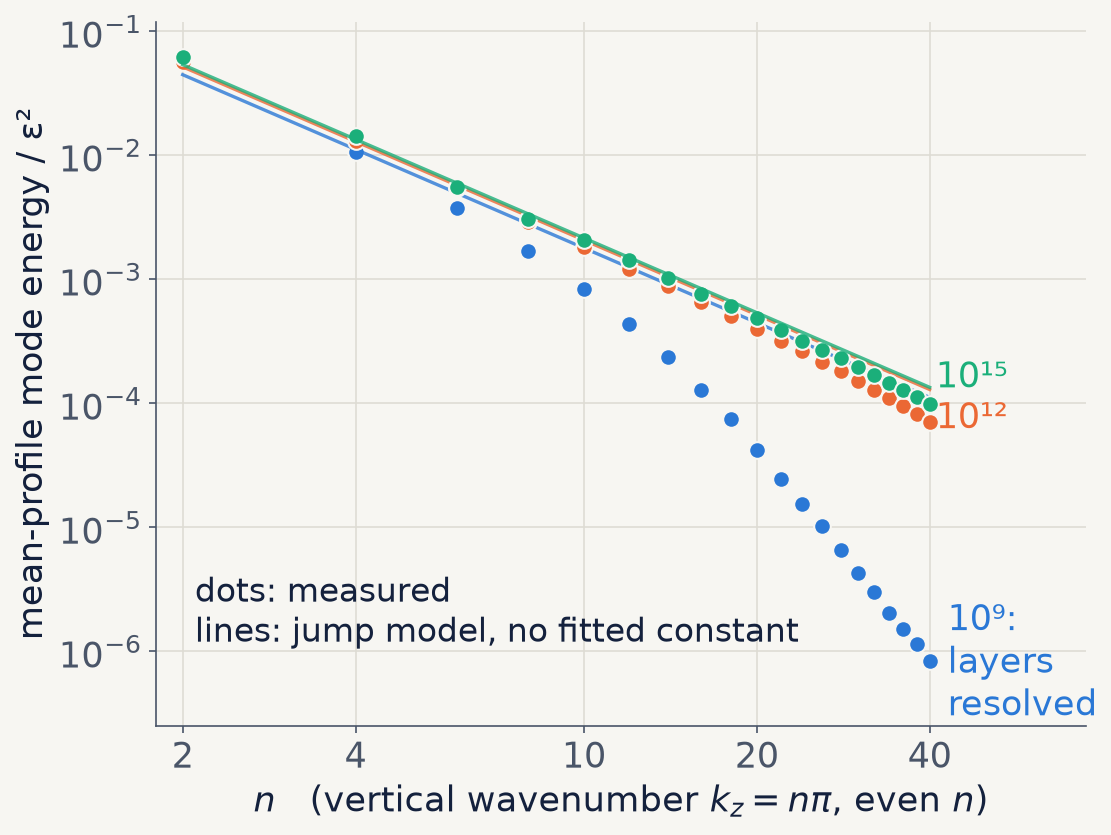 mean-profile mode energy / ε²
10⁻¹
10⁻²
10⁻³
10⁻⁴
10⁻⁵
10⁻⁶
10¹⁵
10¹²
dots: measured
lines: jump model, no fitted constant
10⁹:
layers
resolved
2 4 10 20 40
n (vertical wavenumber k_z = nπ, even n)